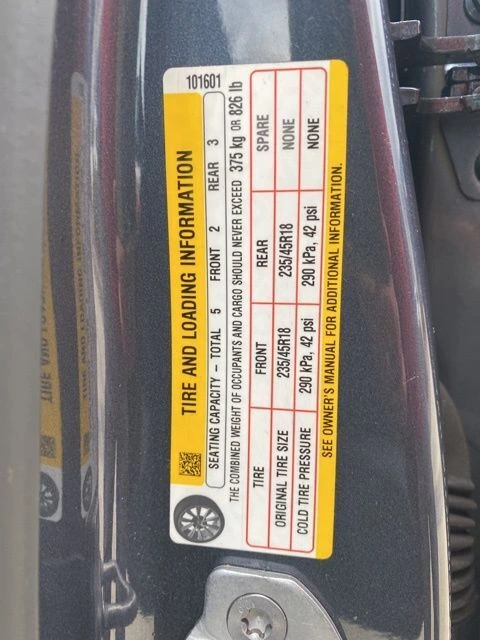 101601
TIRE AND LOADING INFORMATION
SEATING CAPACITY – TOTAL 5 FRONT 2 REAR 3
THE COMBINED WEIGHT OF OCCUPANTS AND CARGO SHOULD NEVER EXCEED 375 kg OR 826 lb
TIRE FRONT REAR SPARE
ORIGINAL TIRE SIZE 235/45R18 235/45R18 NONE
COLD TIRE PRESSURE 290 kPa, 42 psi 290 kPa, 42 psi NONE
SEE OWNER'S MANUAL FOR ADDITIONAL INFORMATION.